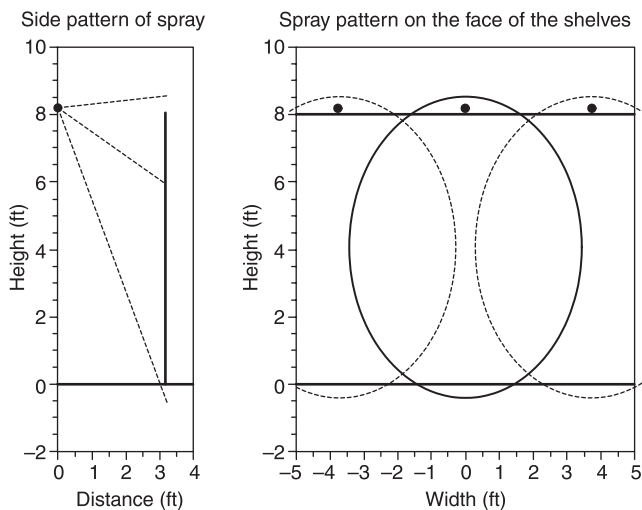 Side pattern of spray
10
8
6
4
2
0
–2
Height (ft)
0 1 2 3 4
Distance (ft)
Spray pattern on the face of the shelves
10
8
6
4
2
0
–2
Height (ft)
–5 –4 –3 –2 –1 0 1 2 3 4 5
Width (ft)